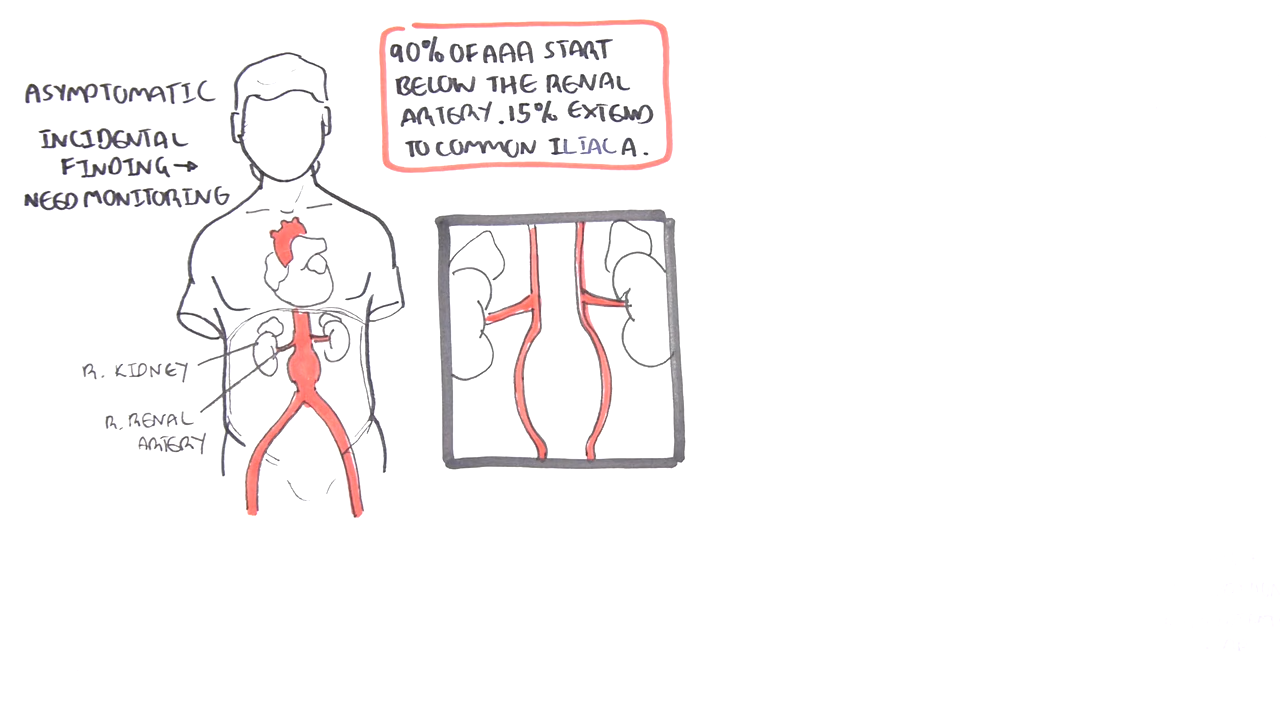 ASYMPTOMATIC
INCIDENTAL
FINDING →
NEED MONITORING
90% OF AAA START
BELOW THE RENAL
ARTERY. 15% EXTEND
TO COMMON ILIAC A.
R. KIDNEY
R. RENAL
ARTERY